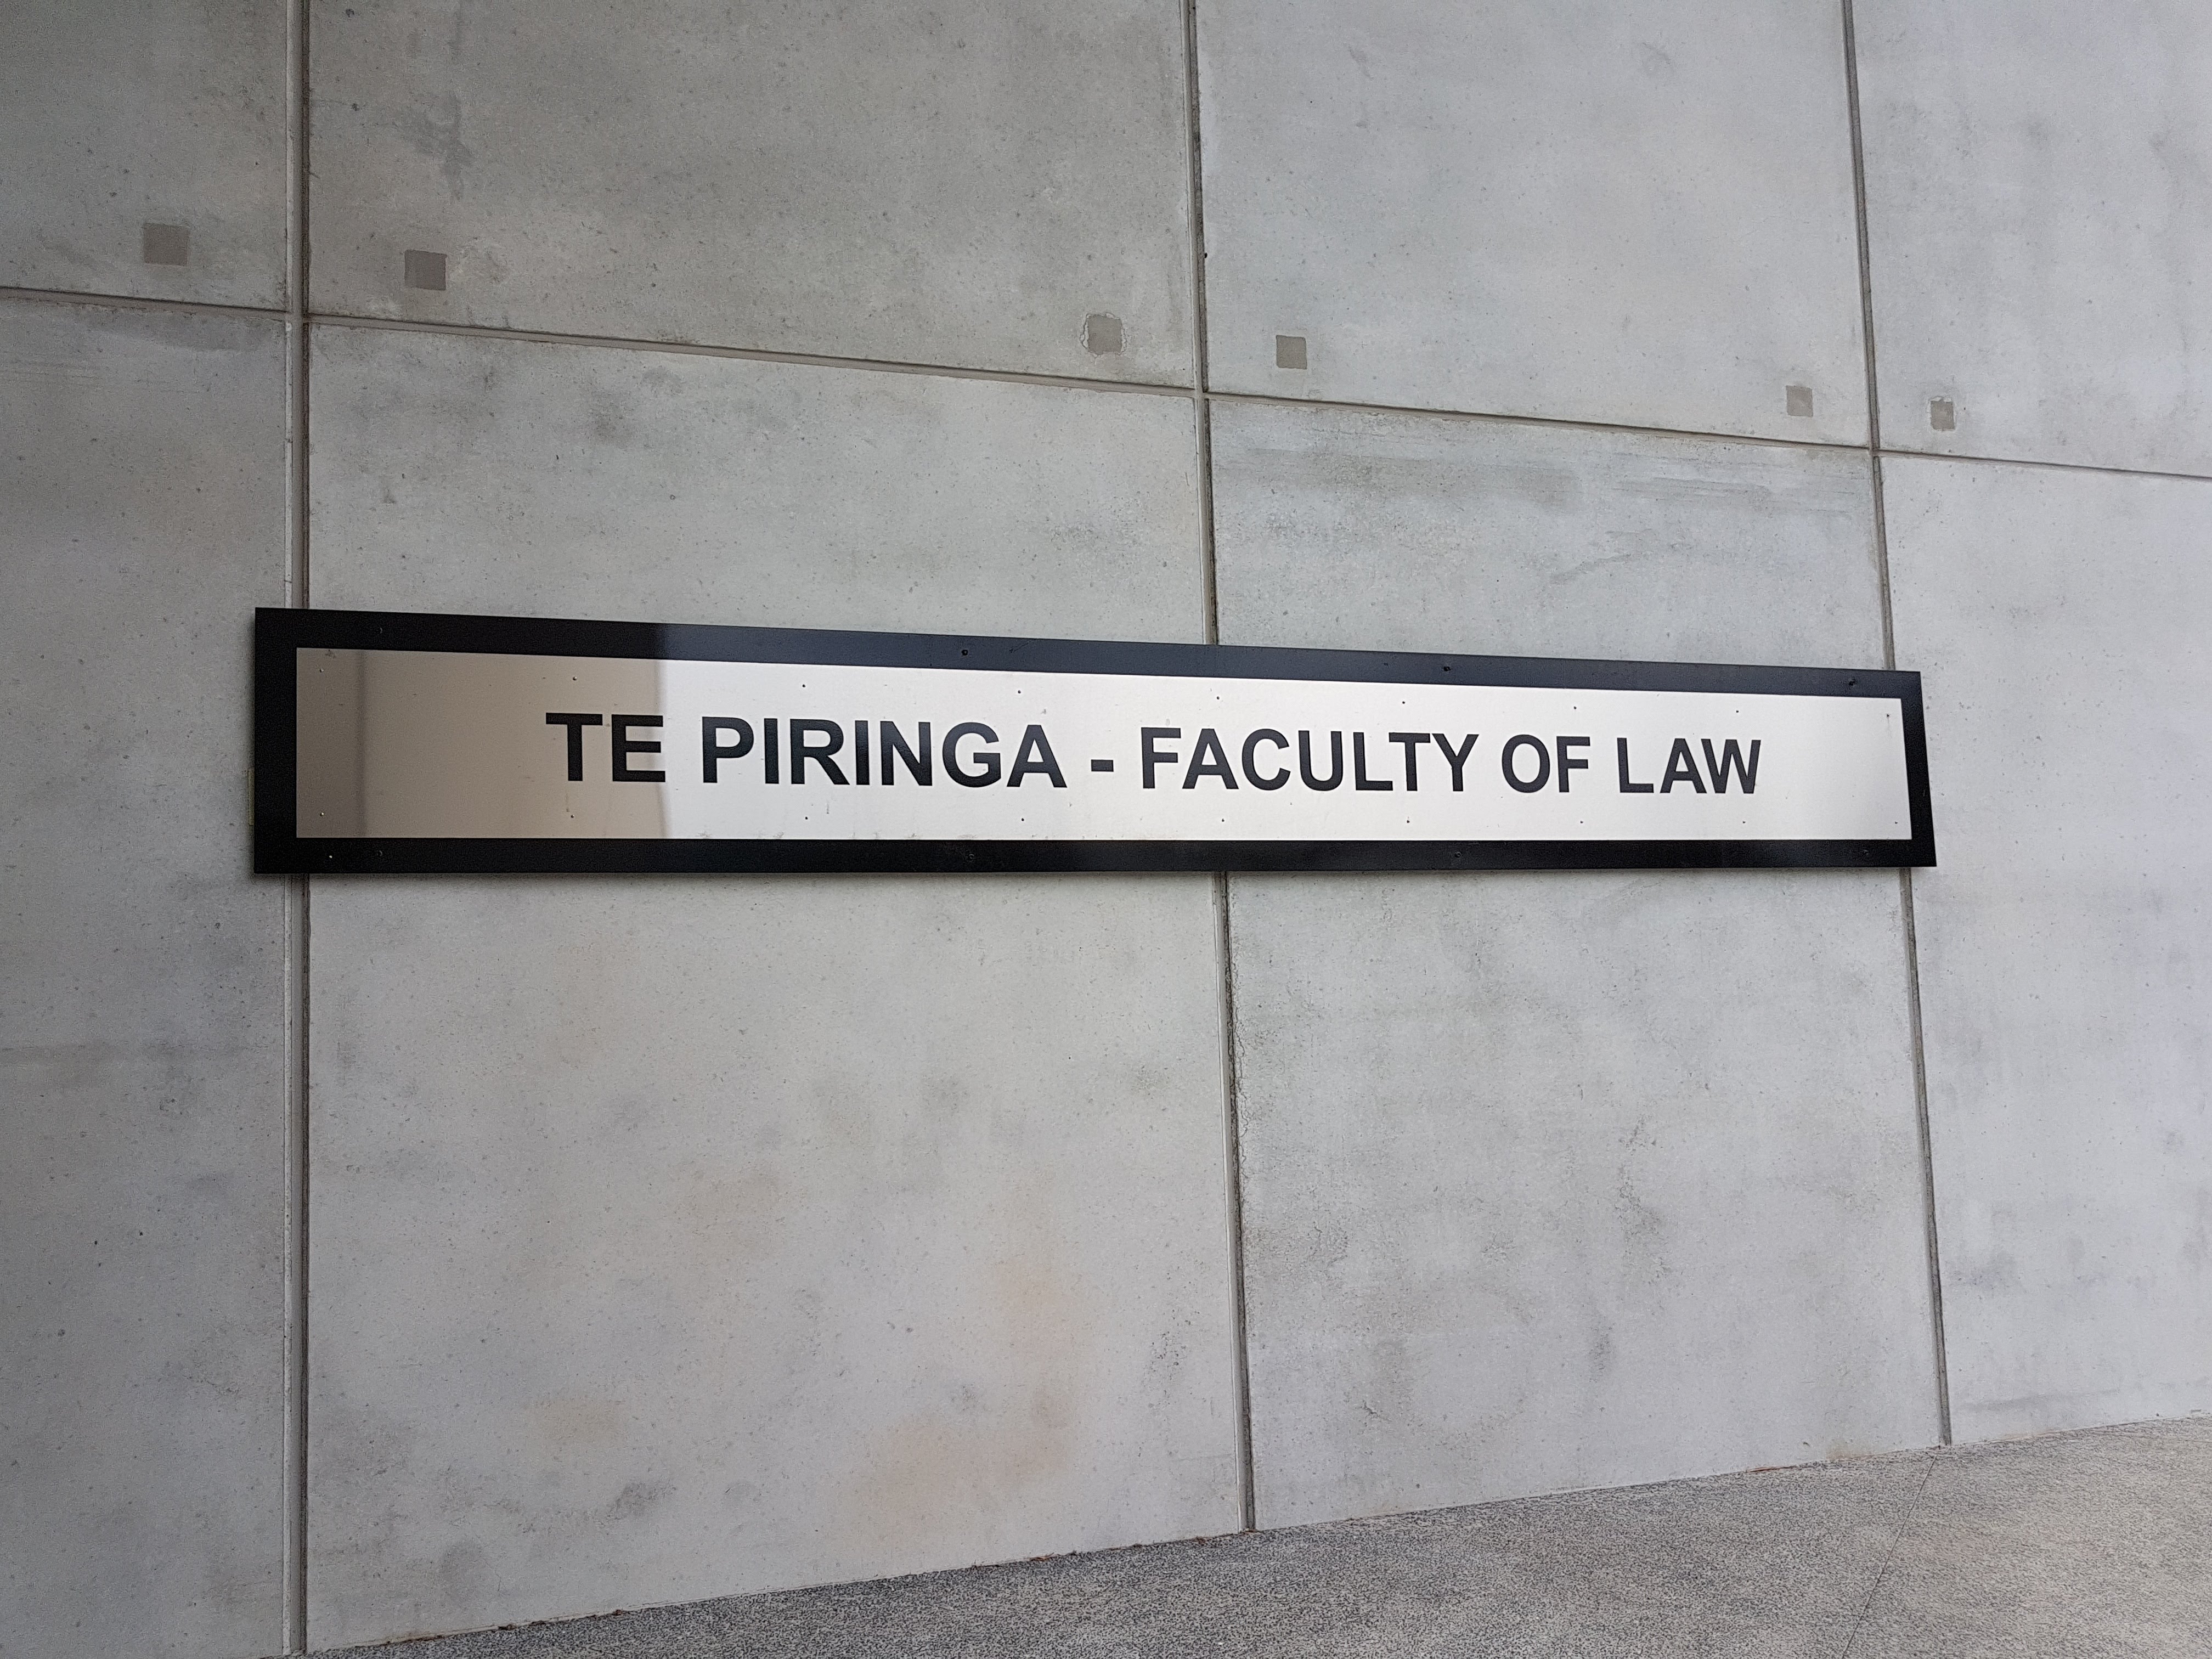 TE PIRINGA - FACULTY OF LAW